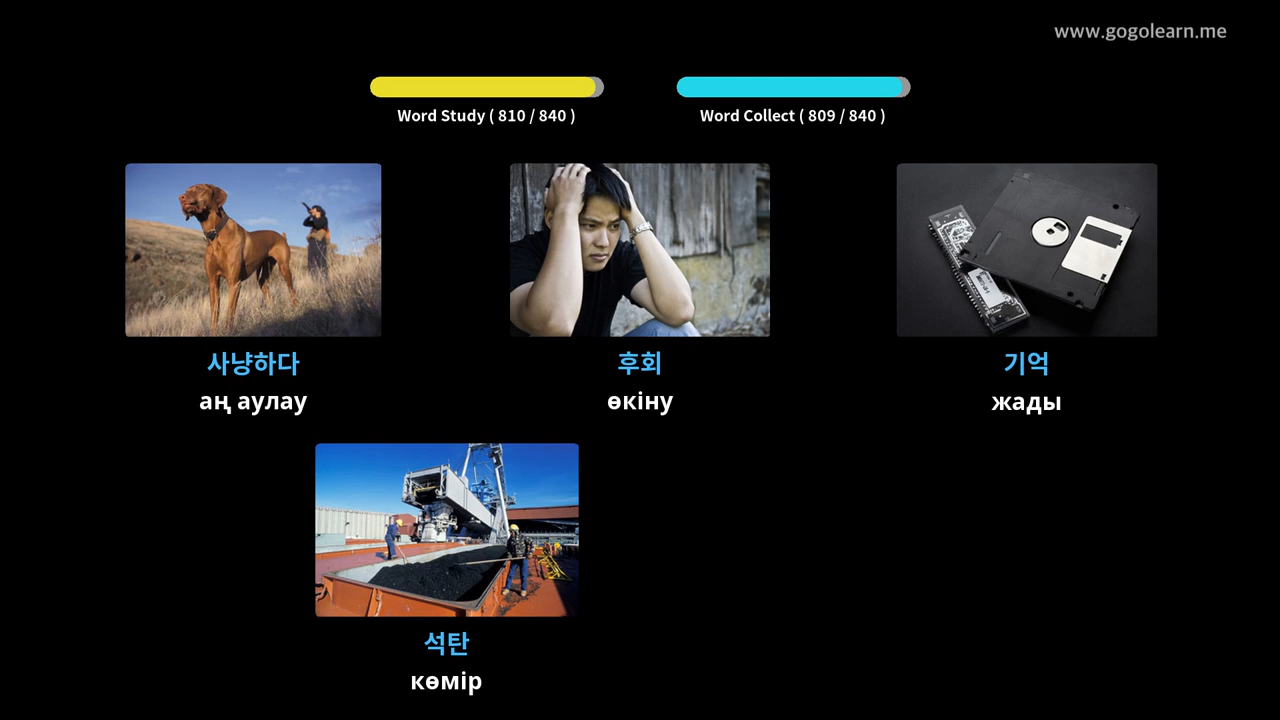 www.gogolearn.me
Word Study ( 810 / 840 )
Word Collect ( 809 / 840 )
사냥하다
аң аулау
후회
өкіну
기억
жады
석탄
көмір